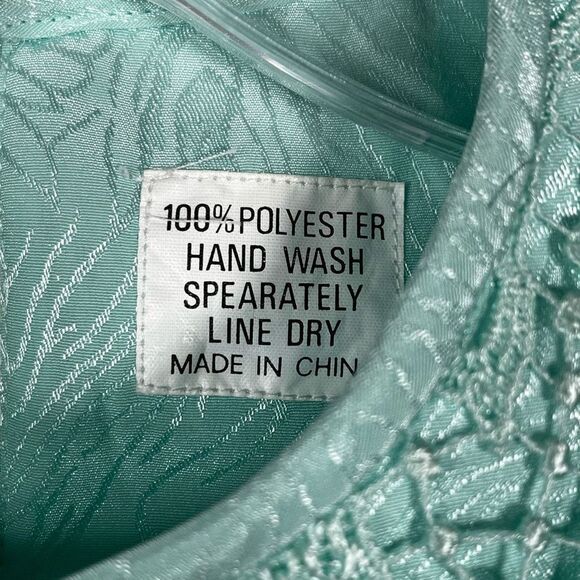 100% POLYESTER
HAND WASH
SPEARATELY
LINE DRY
MADE IN CHIN